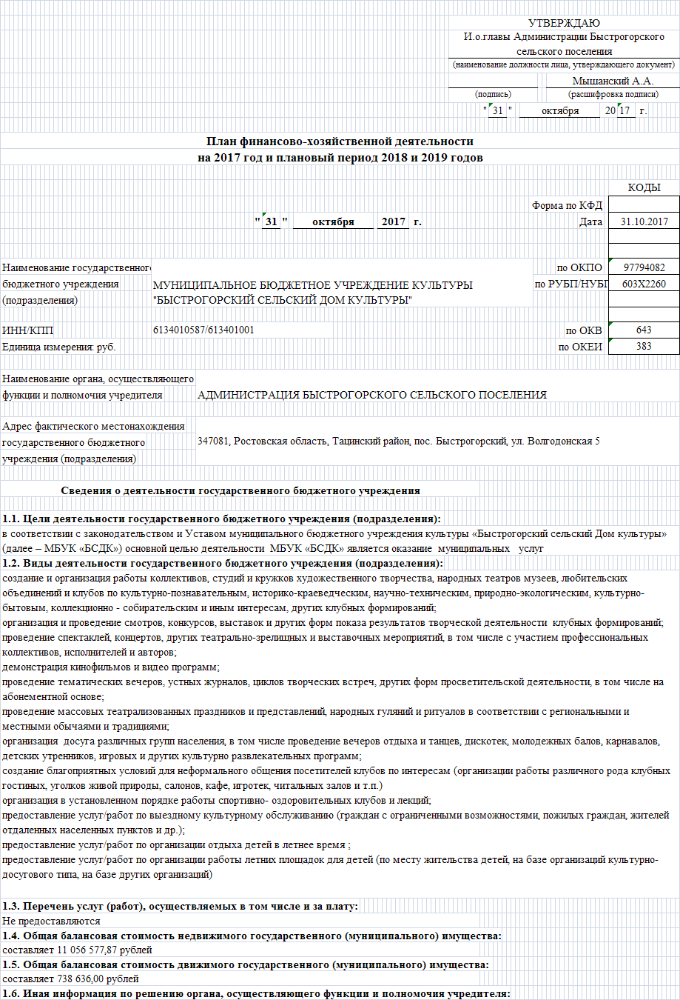 УТВЕРЖДАЮ
И.о.главы Администрации Быстрогорского
сельского поселения
(наименование должности лица, утверждающего документ)
Мышанский А.А.
(подпись) (расшифровка подписи)
" 31 " октября 20 17 г.
План финансово-хозяйственной деятельности
на 2017 год и плановый период 2018 и 2019 годов
КОДЫ
Форма по КФД
" 31 " октября 2017 г. Дата 31.10.2017
Наименование государственног по ОКПО 97794082
бюджетного учреждения МУНИЦИПАЛЬНОЕ БЮДЖЕТНОЕ УЧРЕЖДЕНИЕ КУЛЬТУРЫ по РУБП/НУБП 603X2260
(подразделения) "БЫСТРОГОРСКИЙ СЕЛЬСКИЙ ДОМ КУЛЬТУРЫ"
ИНН/КПП 6134010587/613401001 по ОКВ 643
Единица измерения: руб. по ОКЕИ 383
Наименование органа, осуществляющего
функции и полномочия учредителя АДМИНИСТРАЦИЯ БЫСТРОГОРСКОГО СЕЛЬСКОГО ПОСЕЛЕНИЯ
Адрес фактического местонахождения
государственного бюджетного 347081, Ростовская область, Тацинский район, пос. Быстрогорский, ул. Волгодонская 5
учреждения (подразделения)
Сведения о деятельности государственного бюджетного учреждения
1.1. Цели деятельности государственного бюджетного учреждения (подразделения):
в соответствии с законодательством и Уставом муниципального бюджетного учреждения культуры «Быстрогорский сельский Дом культуры»
(далее – МБУК «БСДК») основной целью деятельности МБУК «БСДК» является оказание муниципальных услуг
1.2. Виды деятельности государственного бюджетного учреждения (подразделения):
создание и организация работы коллективов, студий и кружков художественного творчества, народных театров музеев, любительских
объединений и клубов по культурно-познавательным, историко-краеведческим, научно-техническим, природно-экологическим, культурно-
бытовым, коллекционно - собирательским и иным интересам, других клубных формирований;
организация и проведение смотров, конкурсов, выставок и других форм показа результатов творческой деятельности клубных формирований;
проведение спектаклей, концертов, других театрально-зрелищных и выставочных мероприятий, в том числе с участием профессиональных
коллективов, исполнителей и авторов;
демонстрация кинофильмов и видео программ;
проведение тематических вечеров, устных журналов, циклов творческих встреч, других форм просветительской деятельности, в том числе на
абонементной основе;
проведение массовых театрализованных праздников и представлений, народных гуляний и ритуалов в соответствии с региональными и
местными обычаями и традициями;
организация досуга различных групп населения, в том числе проведение вечеров отдыха и танцев, дискотек, молодежных балов, карнавалов,
детских утренников, игровых и других культурно развлекательных программ;
создание благоприятных условий для неформального общения посетителей клубов по интересам (организации работы различного рода клубных
гостиных, уголков живой природы, салонов, кафе, игротек, читальных залов и т.п.)
организация в установленном порядке работы спортивно- оздоровительных клубов и лекций;
предоставление услуг/работ по выездному культурному обслуживанию (граждан с ограниченными возможностями, пожилых граждан, жителей
отдаленных населенных пунктов и др.);
предоставление услуг/работ по организации отдыха детей в летнее время ;
предоставление услуг/работ по организации работы летних площадок для детей (по месту жительства детей, на базе организаций культурно-
досугового типа, на базе других организаций)
1.3. Перечень услуг (работ), осуществляемых в том числе и за плату:
Не предоставляются
1.4. Общая балансовая стоимость недвижимого государственного (муниципального) имущества:
составляет 11 056 577,87 рублей
1.5. Общая балансовая стоимость движимого государственного (муниципального) имущества:
составляет 738 636,00 рублей
1.6. Иная информация по решению органа, осуществляющего функции и полномочия учредителя: